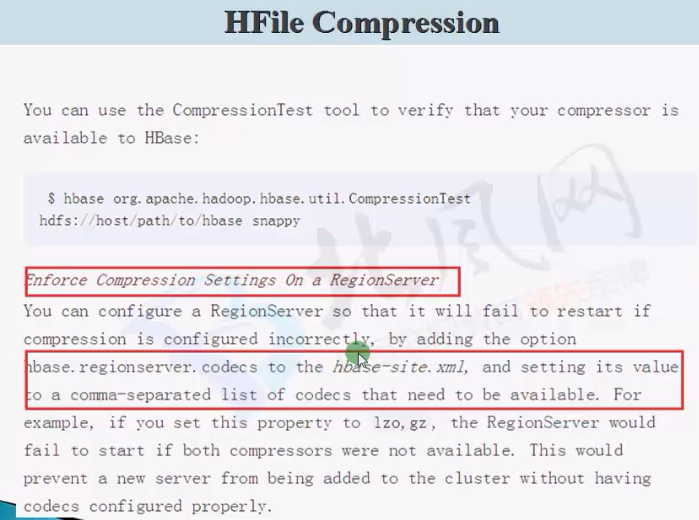 HFile Compression
You can use the CompressionTest tool to verify that your compressor is
available to HBase:
$ hbase org.apache.hadoop.hbase.util.CompressionTest
hdfs://host/path/to/hbase snappy
Enforce Compression Settings On a RegionServer
You can configure a RegionServer so that it will fail to restart if
compression is configured incorrectly, by adding the option
hbase.regionserver.codecs to the hbase-site.xml, and setting its value
to a comma-separated list of codecs that need to be available. For
example, if you set this property to lzo,gz, the RegionServer would
fail to start if both compressors were not available. This would
prevent a new server from being added to the cluster without having
codecs configured properly.
北风网